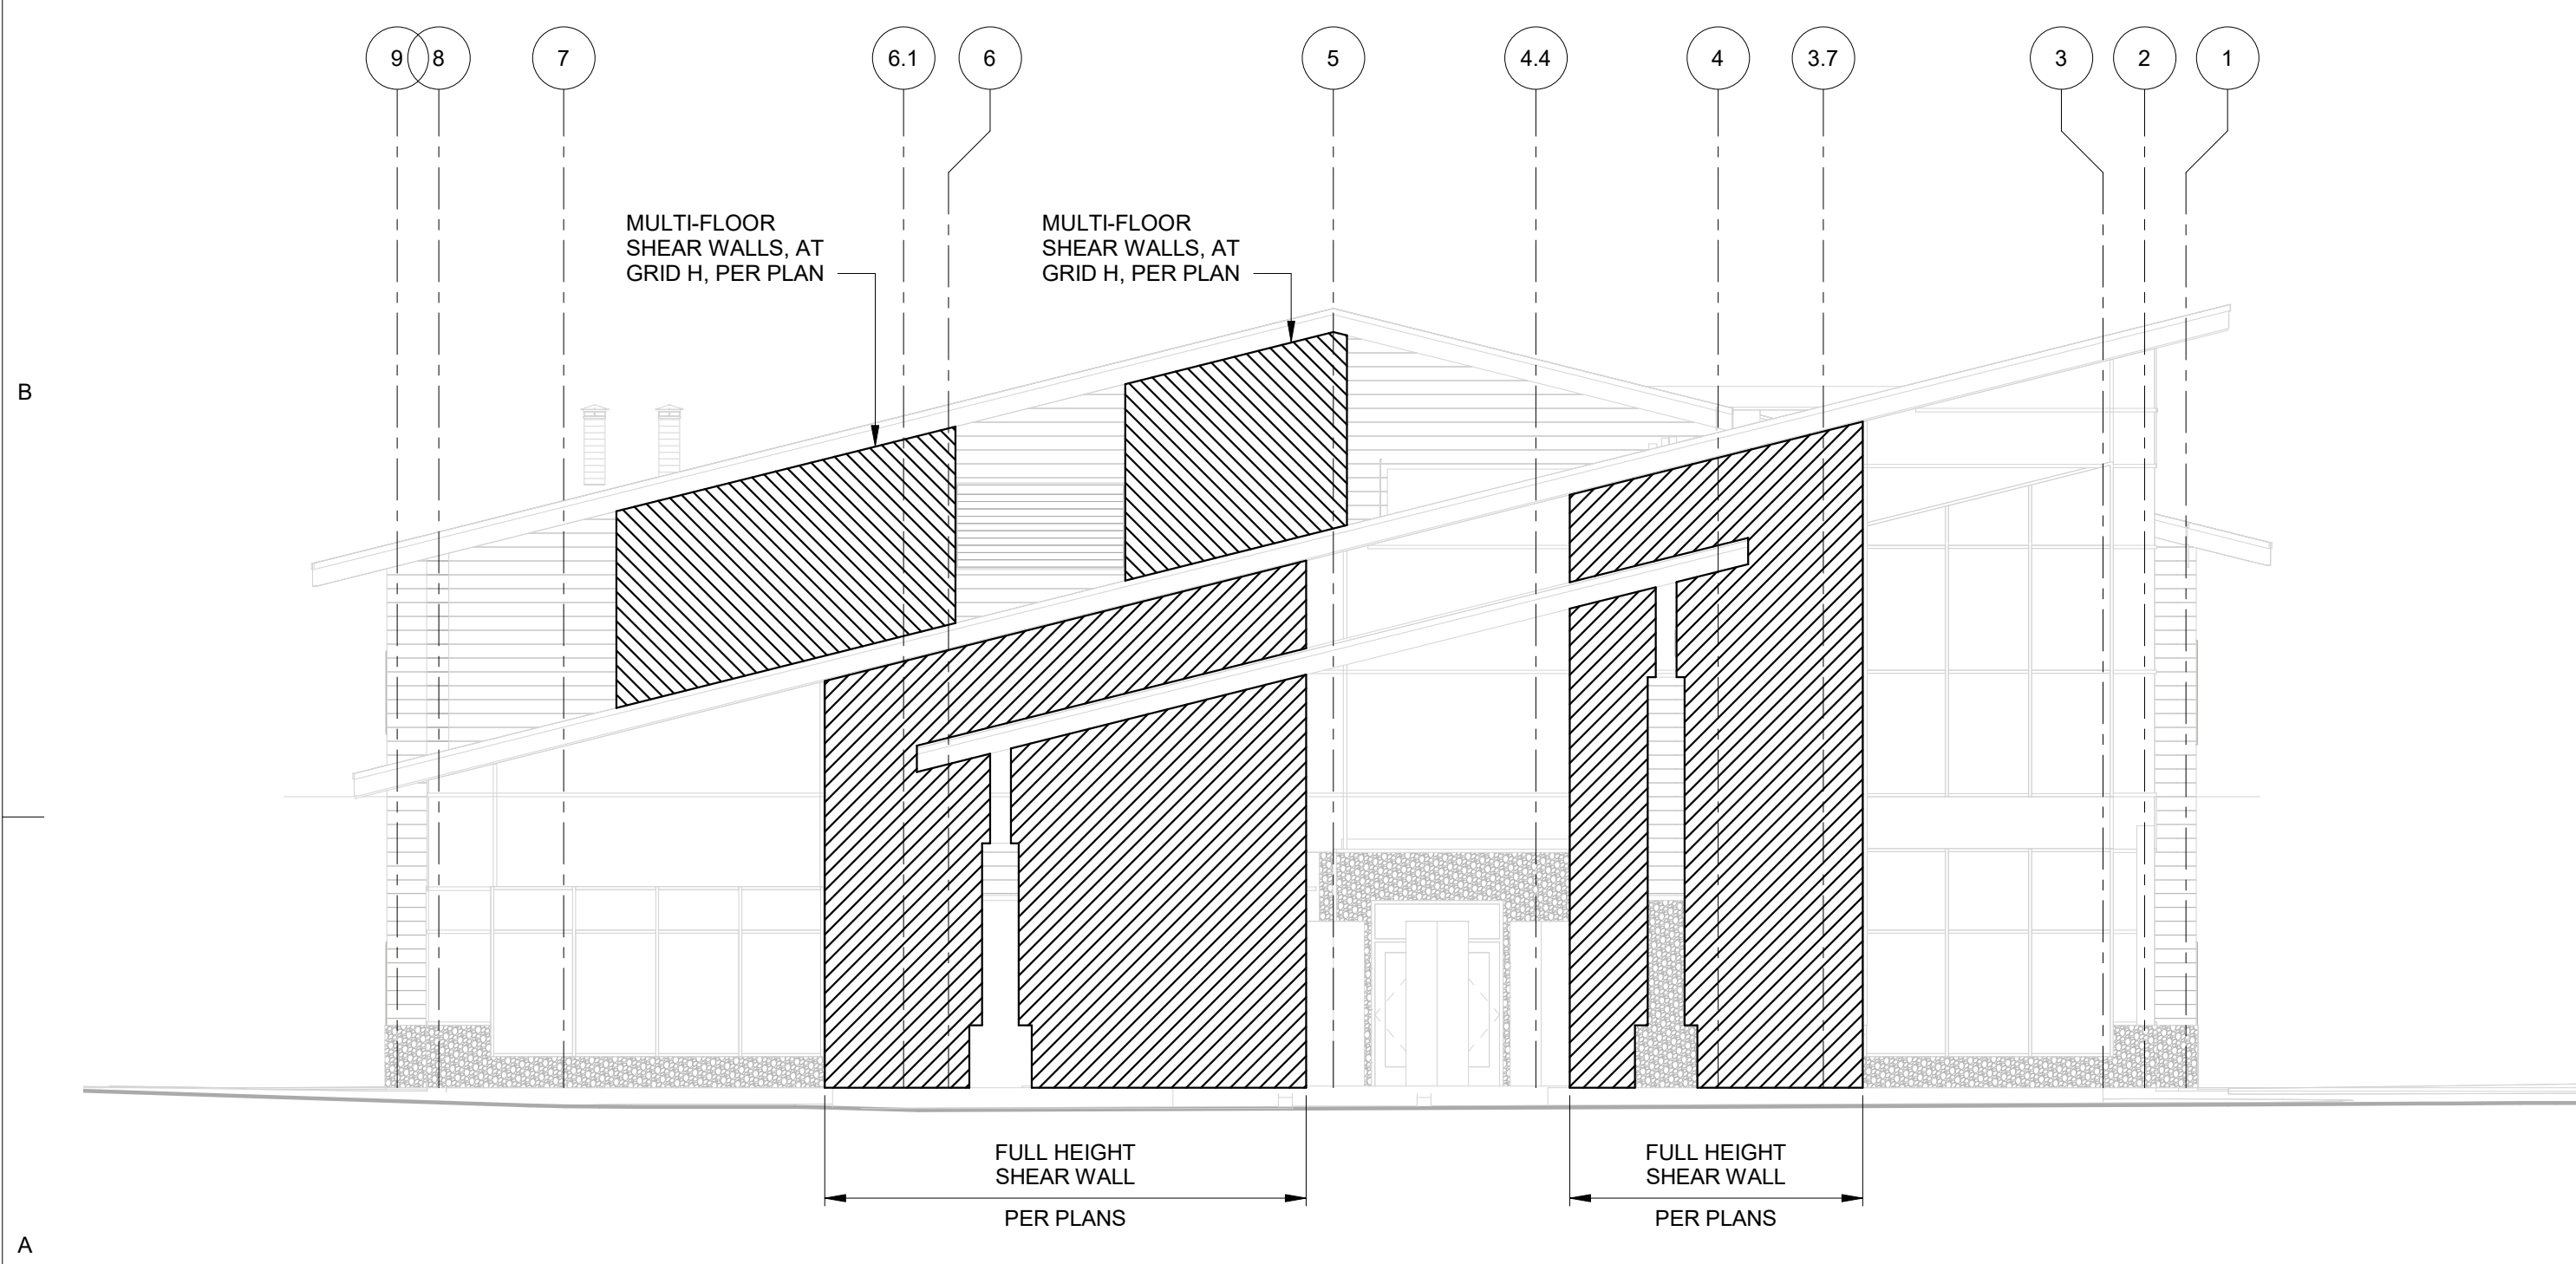 9 8 7 6.1 6 5 4.4 4 3.7 3 2 1
MULTI-FLOOR
SHEAR WALLS, AT
GRID H, PER PLAN
MULTI-FLOOR
SHEAR WALLS, AT
GRID H, PER PLAN
B
FULL HEIGHT
SHEAR WALL
PER PLANS
FULL HEIGHT
SHEAR WALL
PER PLANS
A